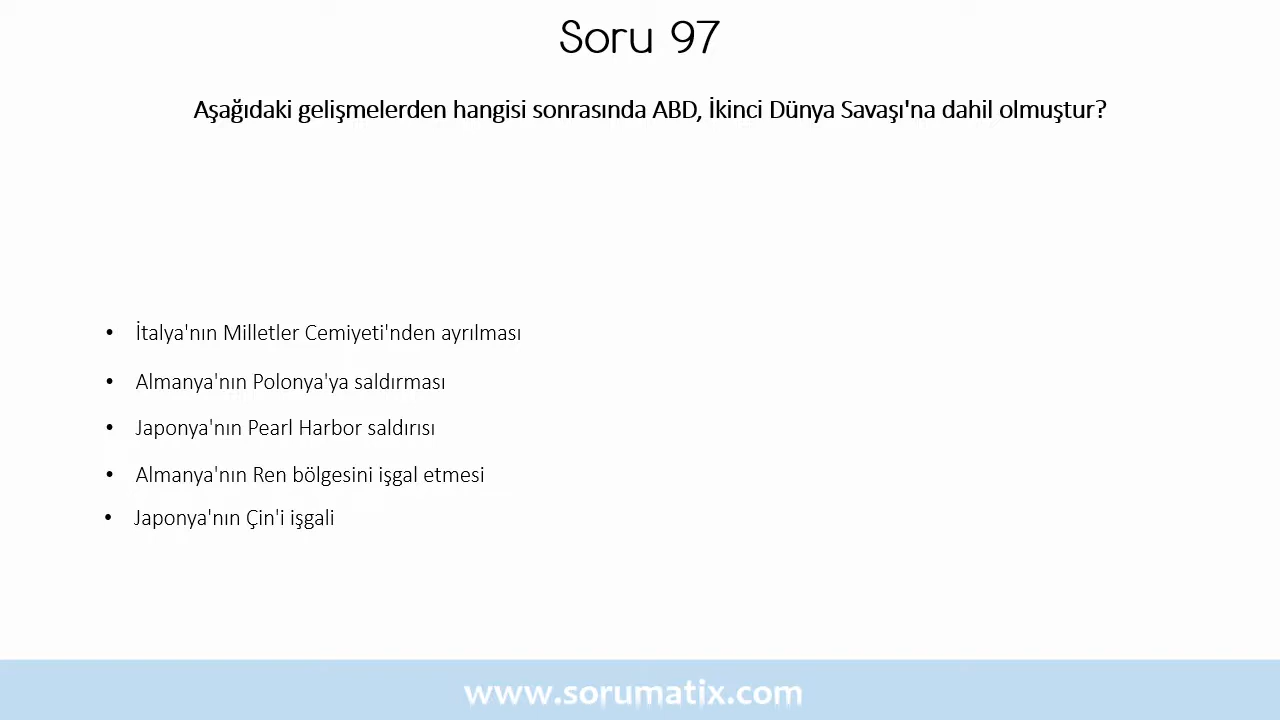 Soru 97
Aşağıdaki gelişmelerden hangisi sonrasında ABD, İkinci Dünya Savaşı'na dahil olmuştur?
• İtalya'nın Milletler Cemiyeti'nden ayrılması
• Almanya'nın Polonya'ya saldırması
• Japonya'nın Pearl Harbor saldırısı
• Almanya'nın Ren bölgesini işgal etmesi
• Japonya'nın Çin'i işgali
www.sorumatix.com